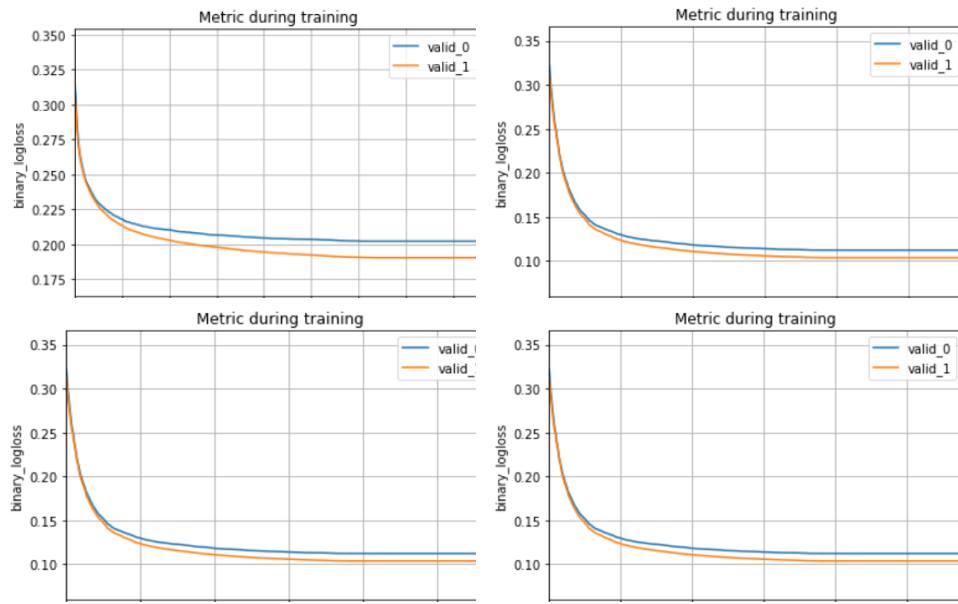 Metric during training
0.350
0.325
0.300
0.275
0.250
0.225
0.200
0.175
binary_logloss
valid_0
valid_1
Metric during training
0.35
0.30
0.25
0.20
0.15
0.10
binary_logloss
valid_0
valid_1
Metric during training
0.35
0.30
0.25
0.20
0.15
0.10
binary_logloss
valid_
valid_
Metric during training
0.35
0.30
0.25
0.20
0.15
0.10
binary_logloss
valid_0
valid_1